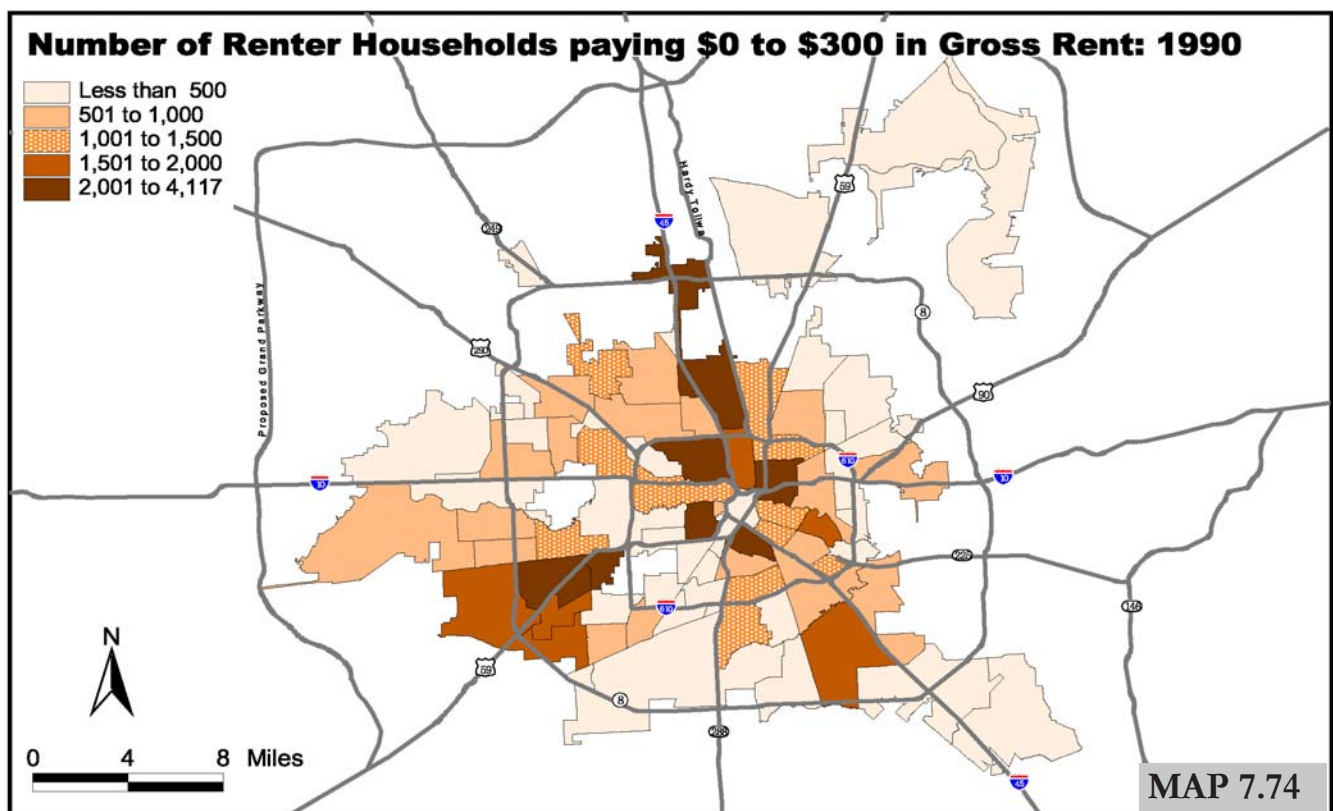 Number of Renter Households paying $0 to $300 in Gross Rent: 1990
Less than 500
501 to 1,000
1,001 to 1,500
1,501 to 2,000
2,001 to 4,117
Hardy Tollwa
59
45
249
Proposed Grand Parkway
8
290
90
610
10
10
225
146
610
59
8
288
45
N
0 4 8 Miles
MAP 7.74